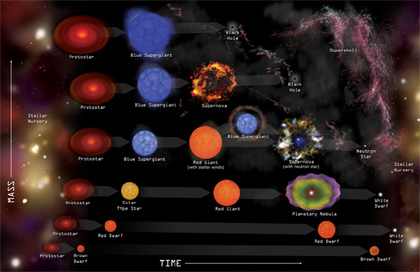 Protostar
Blue Supergiant
Black
Hole
Supershell
Protostar
Blue Supergiant
Supernova
Black
Hole
Stellar
Nursery
Protostar
Blue Supergiant
Red Giant
(with stellar winds)
Blue Supergiant
Supernova
(with neutron star)
Neutron
Star
Stellar
Nursery
MASS
Protostar
Solar
Type Star
Red Giant
Planetary Nebula
White
Dwarf
Protostar
Red Dwarf
Red Dwarf
White
Dwarf
Protostar
Brown
Dwarf
Brown Dwarf
TIME